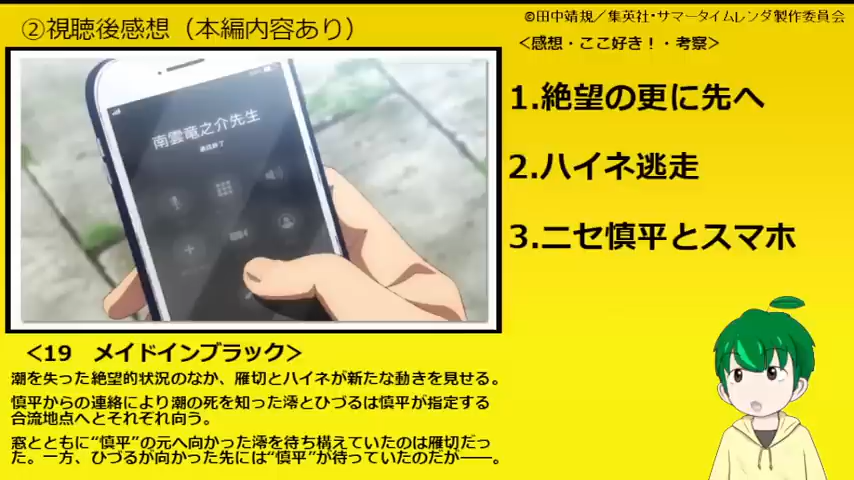 ②視聴後感想（本編内容あり）
©田中靖規／集英社・サマータイムレンダ製作委員会
＜感想・ここ好き！・考察＞
南雲竜之介先生
通話終了
1.絶望の更に先へ
2.ハイネ逃走
3.ニセ慎平とスマホ
＜19　メイドインブラック＞
潮を失った絶望的状況のなか、雁切とハイネが新たな動きを見せる。
慎平からの連絡により潮の死を知った澪とひづるは慎平が指定する
合流地点へとそれぞれ向う。
窓とともに“慎平”の元へ向かった澪を待ち構えていたのは雁切だっ
た。一方、ひづるが向かった先には“慎平”が待っていたのだが――。